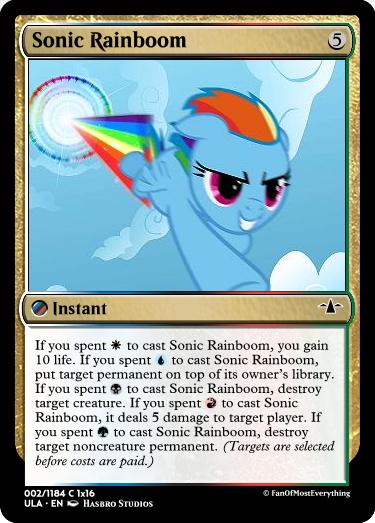 Sonic Rainboom 5
Instant
If you spent to cast Sonic Rainboom, you gain
10 life. If you spent to cast Sonic Rainboom,
put target permanent on top of its owner's library.
If you spent to cast Sonic Rainboom, destroy
target creature. If you spent to cast Sonic
Rainboom, it deals 5 damage to target player. If
you spent to cast Sonic Rainboom, destroy
target noncreature permanent. (Targets are selected
before costs are paid.)
002/1184 C 1x16
ULA • EN Hasbro Studios
© FanOfMostEverything